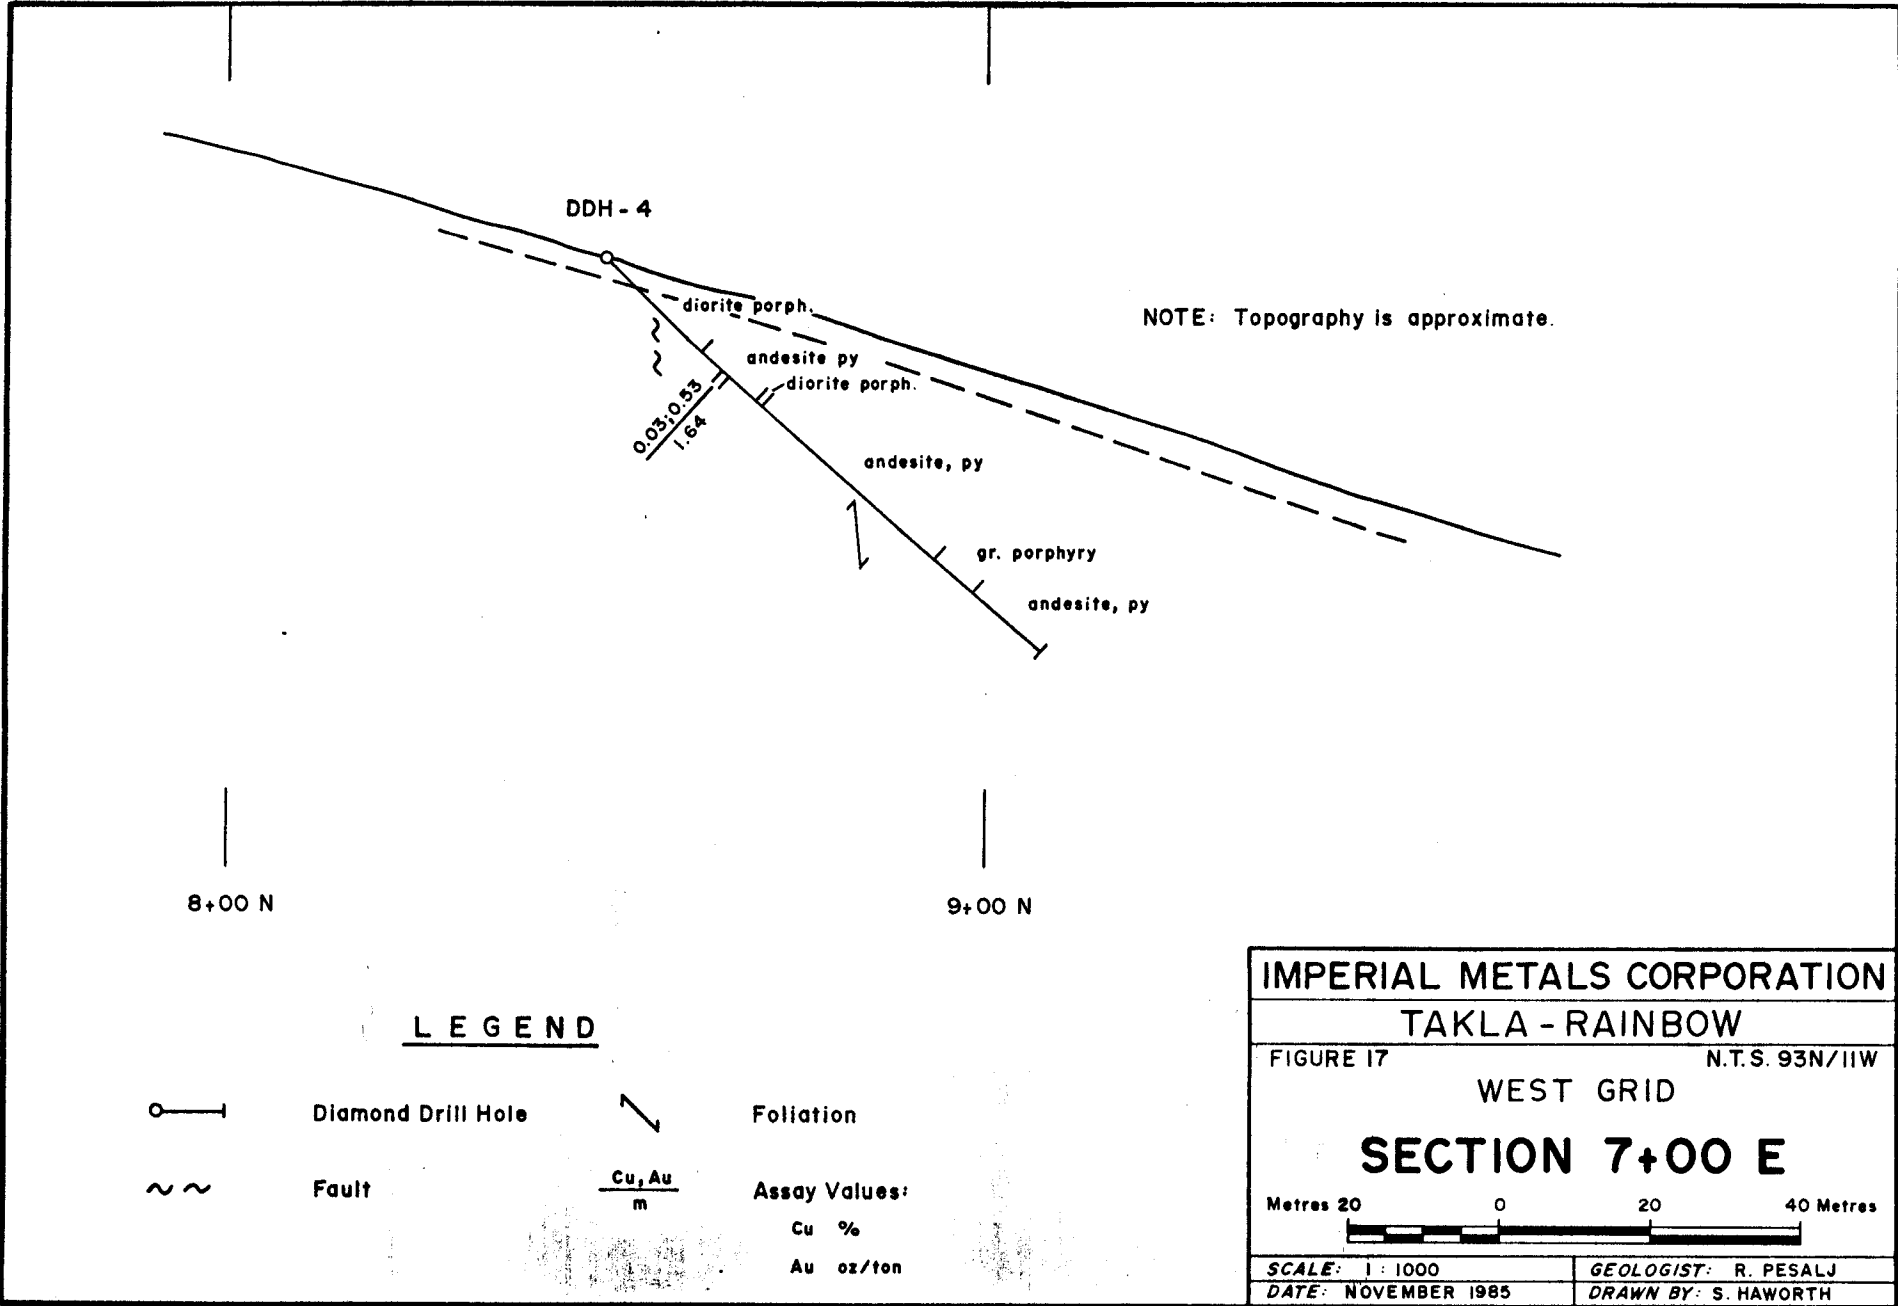 DDH - 4
diorite porph.
NOTE: Topography is approximate.
andesite py
diorite porph.
0.03; 0.53
1.64
andesite, py
gr. porphyry
andesite, py
8+00 N
9+00 N
LEGEND
Diamond Drill Hole
Foliation
Fault
Cu, Au
m
Assay Values:
Cu %
Au oz/ton
IMPERIAL METALS CORPORATION
TAKLA - RAINBOW
FIGURE 17
N.T.S. 93N/11W
WEST GRID
SECTION 7+00 E
Metres 20 0 20 40 Metres
SCALE: 1 : 1000
GEOLOGIST: R. PESALJ
DATE: NOVEMBER 1985
DRAWN BY: S. HAWORTH